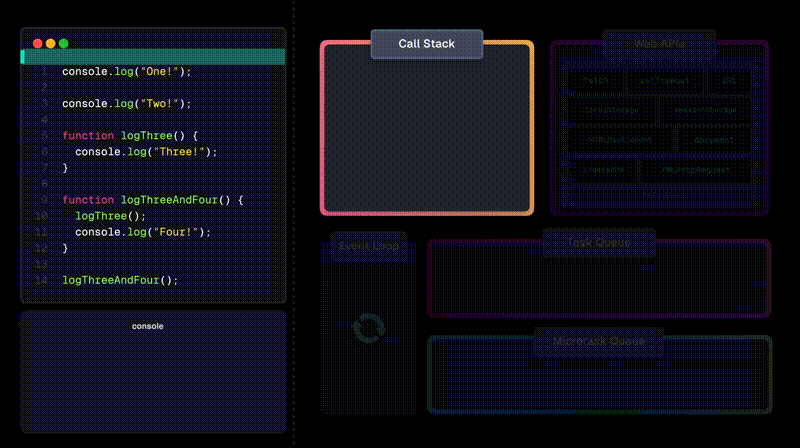 1 console.log("One!");
2
3 console.log("Two!");
4
5 function logThree() {
6 console.log("Three!");
7 }
8
9 function logThreeAndFour() {
10 logThree();
11 console.log("Four!");
12 }
13
14 logThreeAndFour();
console
Call Stack
Web APIs
fetch setTimeout URL
localStorage sessionStorage
HTMLDivElement document
indexedDB XMLHttpRequest
Event Loop
Task Queue
Microtask Queue